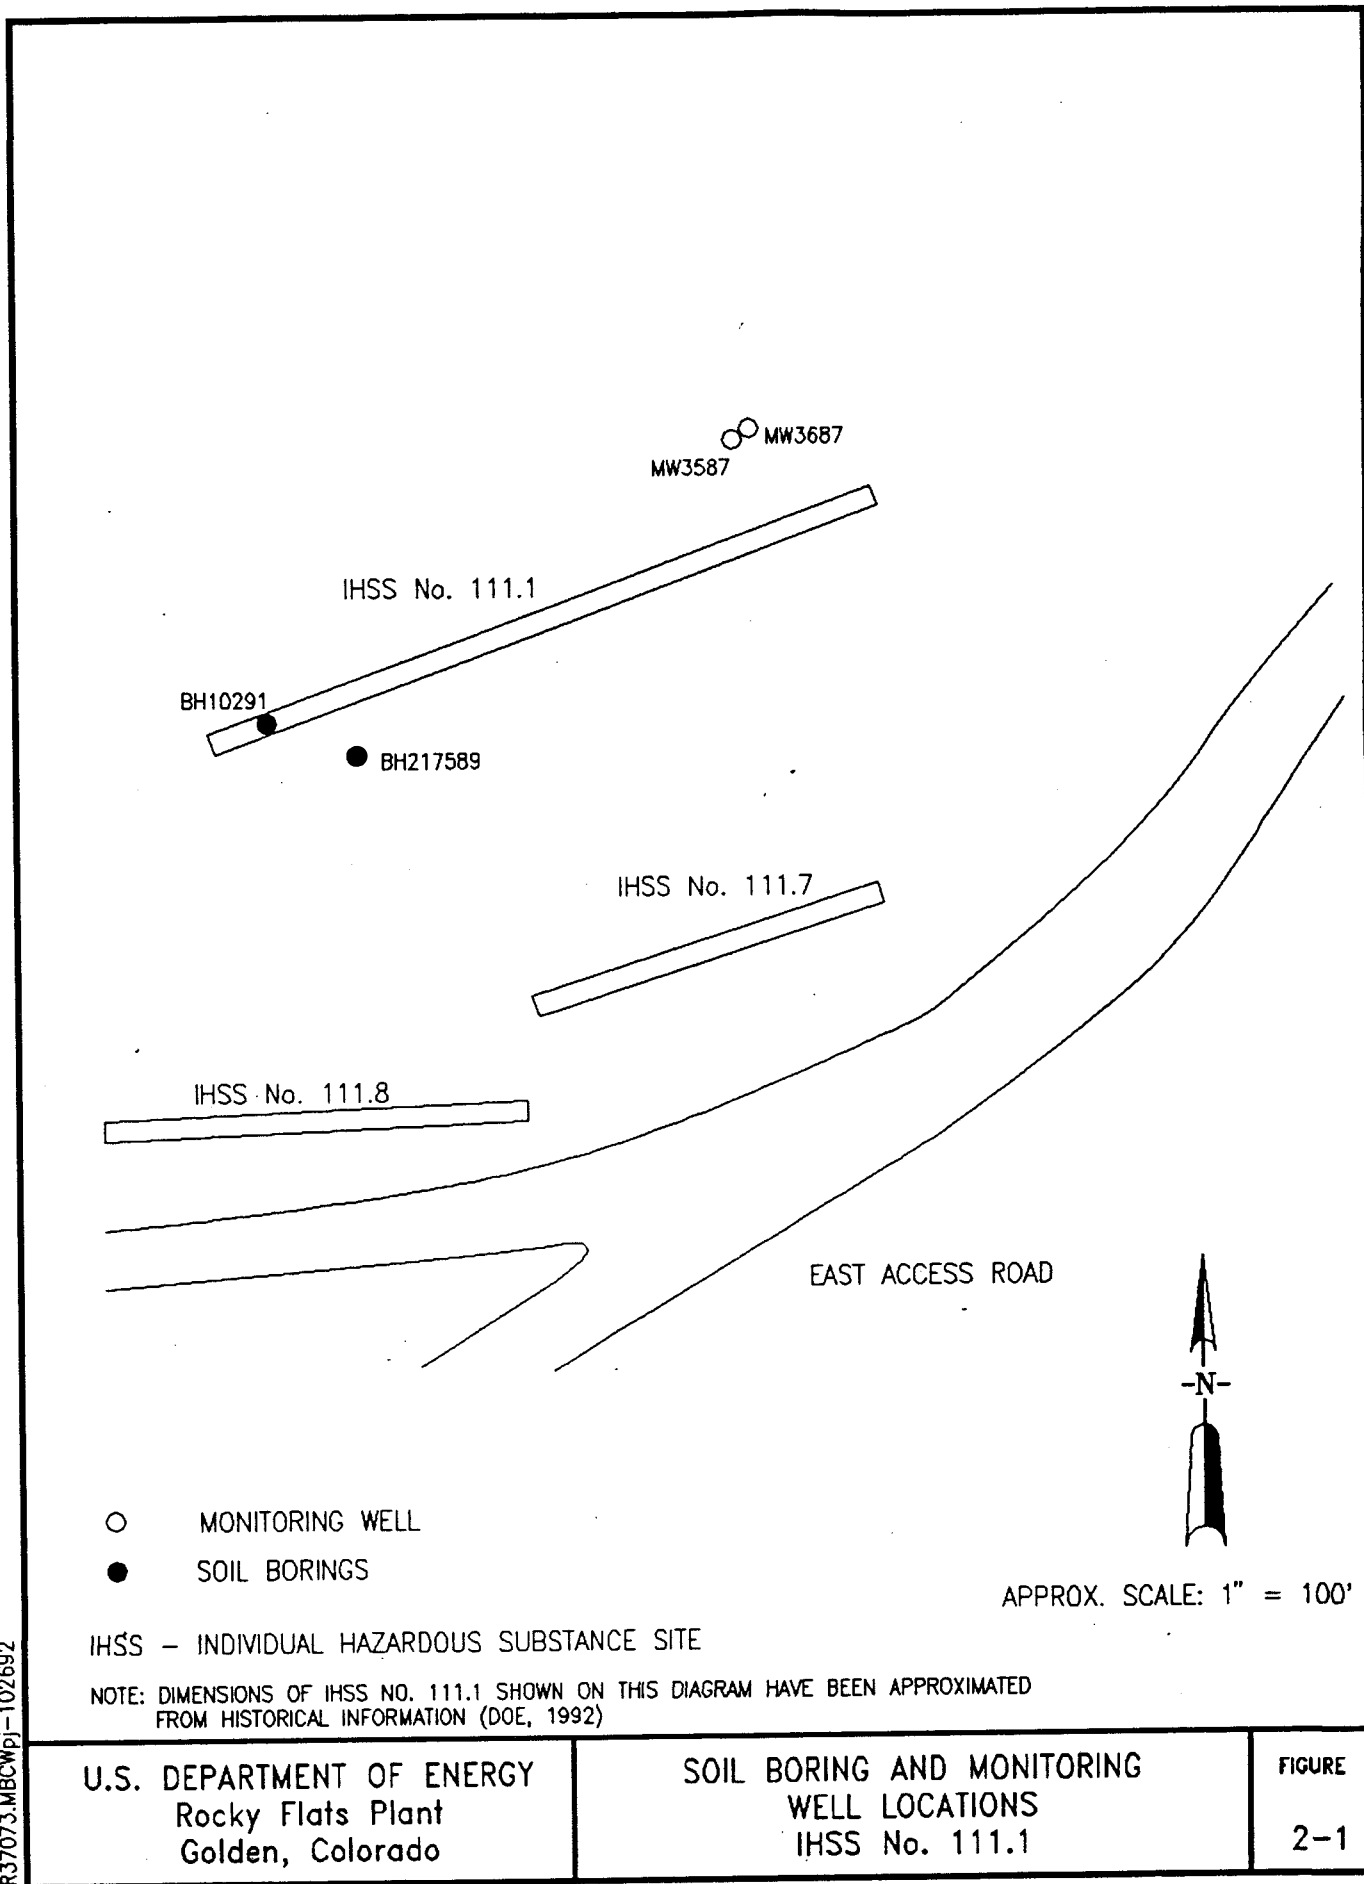 MW3687
MW3587
IHSS No. 111.1
BH10291
BH217589
IHSS No. 111.7
IHSS No. 111.8
EAST ACCESS ROAD
-N-
MONITORING WELL
SOIL BORINGS
APPROX. SCALE: 1" = 100'
IHSS – INDIVIDUAL HAZARDOUS SUBSTANCE SITE
NOTE: DIMENSIONS OF IHSS NO. 111.1 SHOWN ON THIS DIAGRAM HAVE BEEN APPROXIMATED
FROM HISTORICAL INFORMATION (DOE, 1992)
R37073.MBCWpj-102692
U.S. DEPARTMENT OF ENERGY
Rocky Flats Plant
Golden, Colorado
SOIL BORING AND MONITORING
WELL LOCATIONS
IHSS No. 111.1
FIGURE
2-1